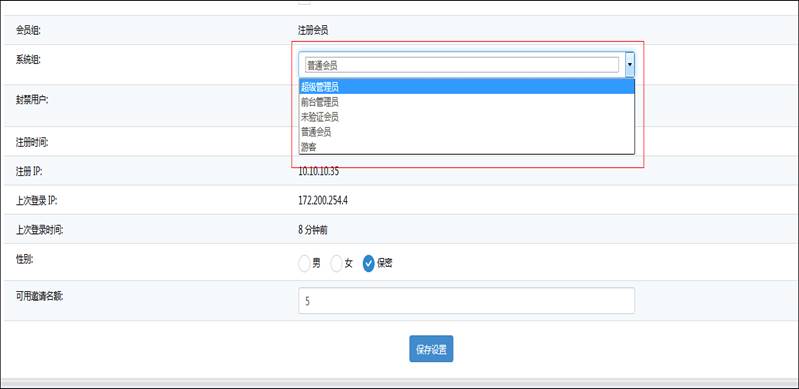 会员组: 注册会员
系统组: 普通会员
超级管理员
前台管理员
未验证会员
普通会员
游客
封禁用户:
注册时间:
注册 IP: 10.10.10.35
上次登录 IP: 172.200.254.4
上次登录时间: 8 分钟前
性别: 男 女 保密
可用邀请名额: 5
保存设置